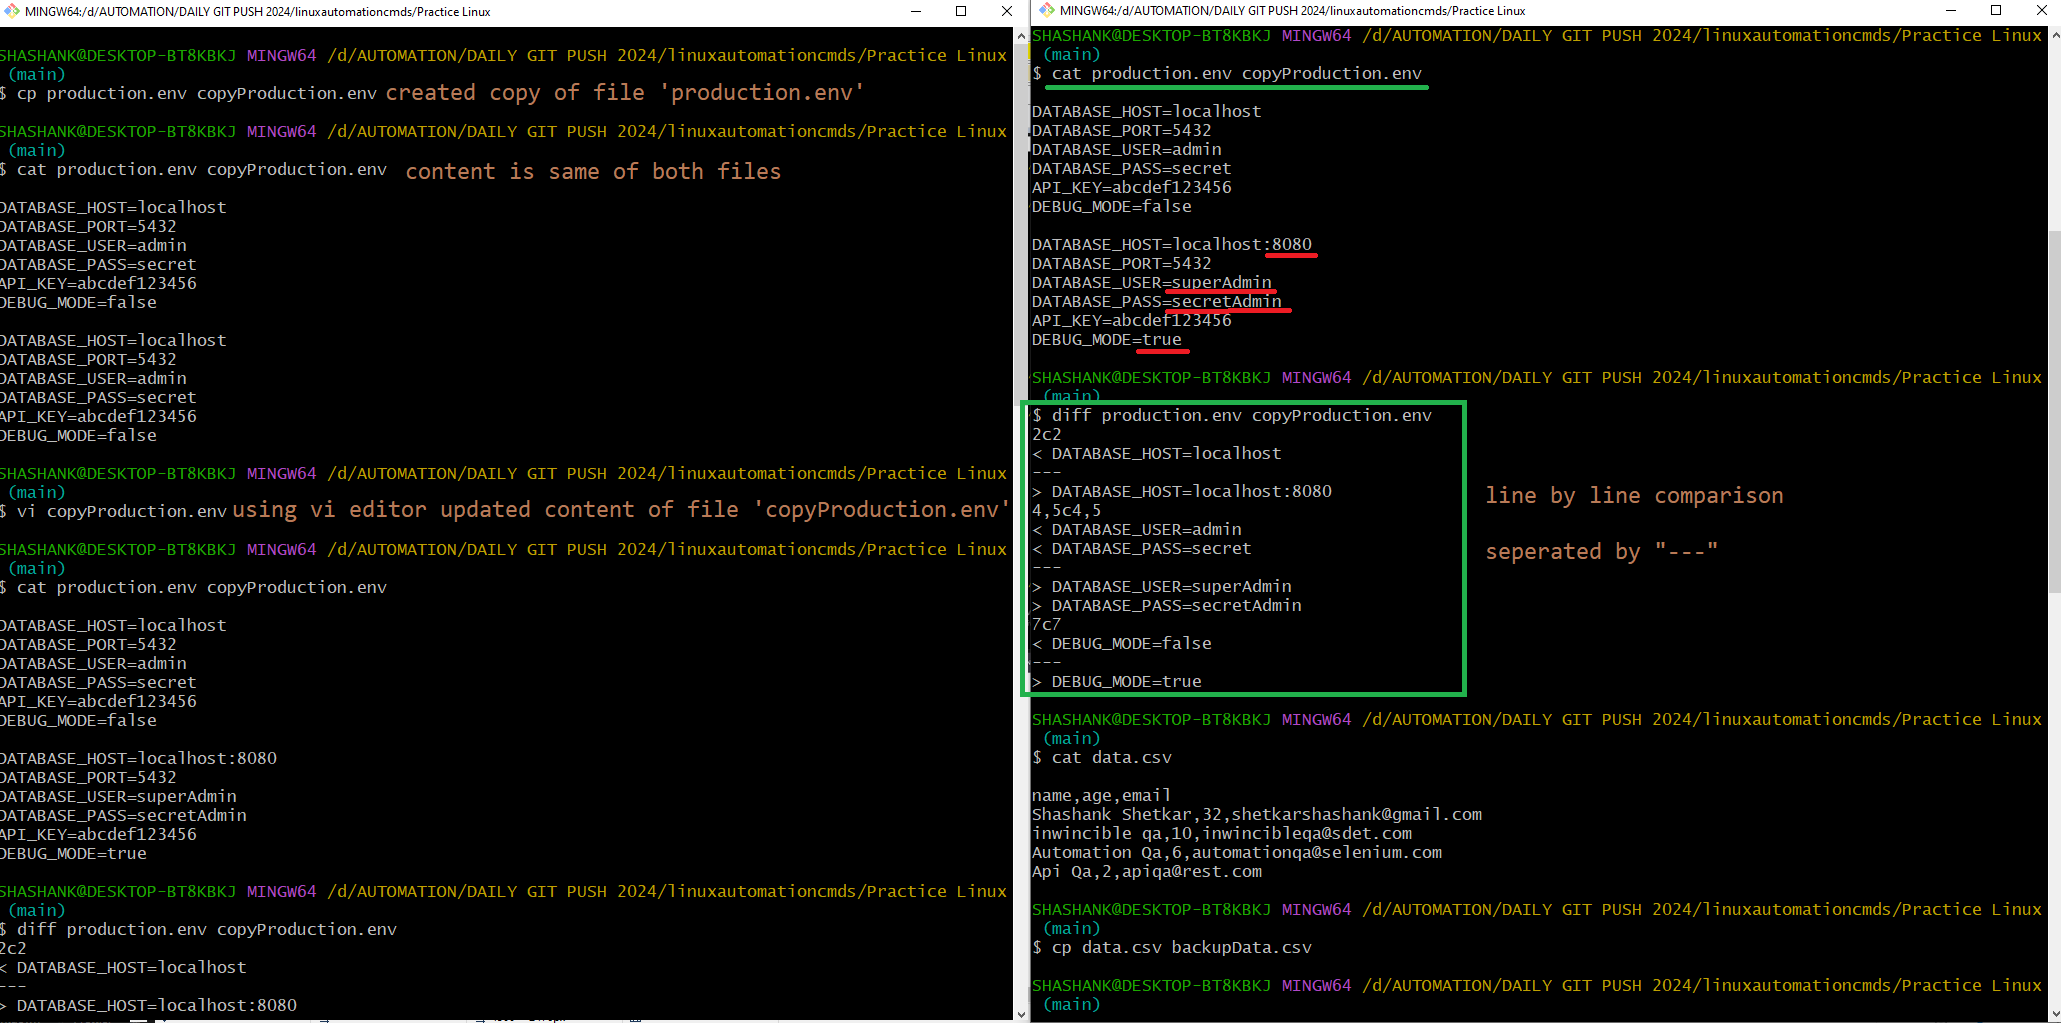 MINGW64:/d/AUTOMATION/DAILY GIT PUSH 2024/linuxautomationcmds/Practice Linux
SHASHANK@DESKTOP-BT8KBKJ MINGW64 /d/AUTOMATION/DAILY GIT PUSH 2024/linuxautomationcmds/Practice Linux
(main)
$ cp production.env copyProduction.env created copy of file 'production.env'
SHASHANK@DESKTOP-BT8KBKJ MINGW64 /d/AUTOMATION/DAILY GIT PUSH 2024/linuxautomationcmds/Practice Linux
(main)
$ cat production.env copyProduction.env content is same of both files
DATABASE_HOST=localhost
DATABASE_PORT=5432
DATABASE_USER=admin
DATABASE_PASS=secret
API_KEY=abcdef123456
DEBUG_MODE=false
DATABASE_HOST=localhost
DATABASE_PORT=5432
DATABASE_USER=admin
DATABASE_PASS=secret
API_KEY=abcdef123456
DEBUG_MODE=false
SHASHANK@DESKTOP-BT8KBKJ MINGW64 /d/AUTOMATION/DAILY GIT PUSH 2024/linuxautomationcmds/Practice Linux
(main)
$ vi copyProduction.env using vi editor updated content of file 'copyProduction.env'
SHASHANK@DESKTOP-BT8KBKJ MINGW64 /d/AUTOMATION/DAILY GIT PUSH 2024/linuxautomationcmds/Practice Linux
(main)
$ cat production.env copyProduction.env
DATABASE_HOST=localhost
DATABASE_PORT=5432
DATABASE_USER=admin
DATABASE_PASS=secret
API_KEY=abcdef123456
DEBUG_MODE=false
DATABASE_HOST=localhost:8080
DATABASE_PORT=5432
DATABASE_USER=superAdmin
DATABASE_PASS=secretAdmin
API_KEY=abcdef123456
DEBUG_MODE=true
SHASHANK@DESKTOP-BT8KBKJ MINGW64 /d/AUTOMATION/DAILY GIT PUSH 2024/linuxautomationcmds/Practice Linux
(main)
$ diff production.env copyProduction.env
2c2
< DATABASE_HOST=localhost
---
> DATABASE_HOST=localhost:8080
MINGW64:/d/AUTOMATION/DAILY GIT PUSH 2024/linuxautomationcmds/Practice Linux
SHASHANK@DESKTOP-BT8KBKJ MINGW64 /d/AUTOMATION/DAILY GIT PUSH 2024/linuxautomationcmds/Practice Linux
(main)
$ cat production.env copyProduction.env
DATABASE_HOST=localhost
DATABASE_PORT=5432
DATABASE_USER=admin
DATABASE_PASS=secret
API_KEY=abcdef123456
DEBUG_MODE=false
DATABASE_HOST=localhost:8080
DATABASE_PORT=5432
DATABASE_USER=superAdmin
DATABASE_PASS=secretAdmin
API_KEY=abcdef123456
DEBUG_MODE=true
SHASHANK@DESKTOP-BT8KBKJ MINGW64 /d/AUTOMATION/DAILY GIT PUSH 2024/linuxautomationcmds/Practice Linux
(main)
$ diff production.env copyProduction.env
2c2
< DATABASE_HOST=localhost
---
> DATABASE_HOST=localhost:8080
4,5c4,5
< DATABASE_USER=admin
< DATABASE_PASS=secret
---
> DATABASE_USER=superAdmin
> DATABASE_PASS=secretAdmin
7c7
< DEBUG_MODE=false
---
> DEBUG_MODE=true
line by line comparison
seperated by "---"
SHASHANK@DESKTOP-BT8KBKJ MINGW64 /d/AUTOMATION/DAILY GIT PUSH 2024/linuxautomationcmds/Practice Linux
(main)
$ cat data.csv
name,age,email
Shashank Shetkar,32,shetkarshashank@gmail.com
inwincible qa,10,inwincibleqa@sdet.com
Automation Qa,6,automationqa@selenium.com
Api Qa,2,apiqa@rest.com
SHASHANK@DESKTOP-BT8KBKJ MINGW64 /d/AUTOMATION/DAILY GIT PUSH 2024/linuxautomationcmds/Practice Linux
(main)
$ cp data.csv backupData.csv
SHASHANK@DESKTOP-BT8KBKJ MINGW64 /d/AUTOMATION/DAILY GIT PUSH 2024/linuxautomationcmds/Practice Linux
(main)